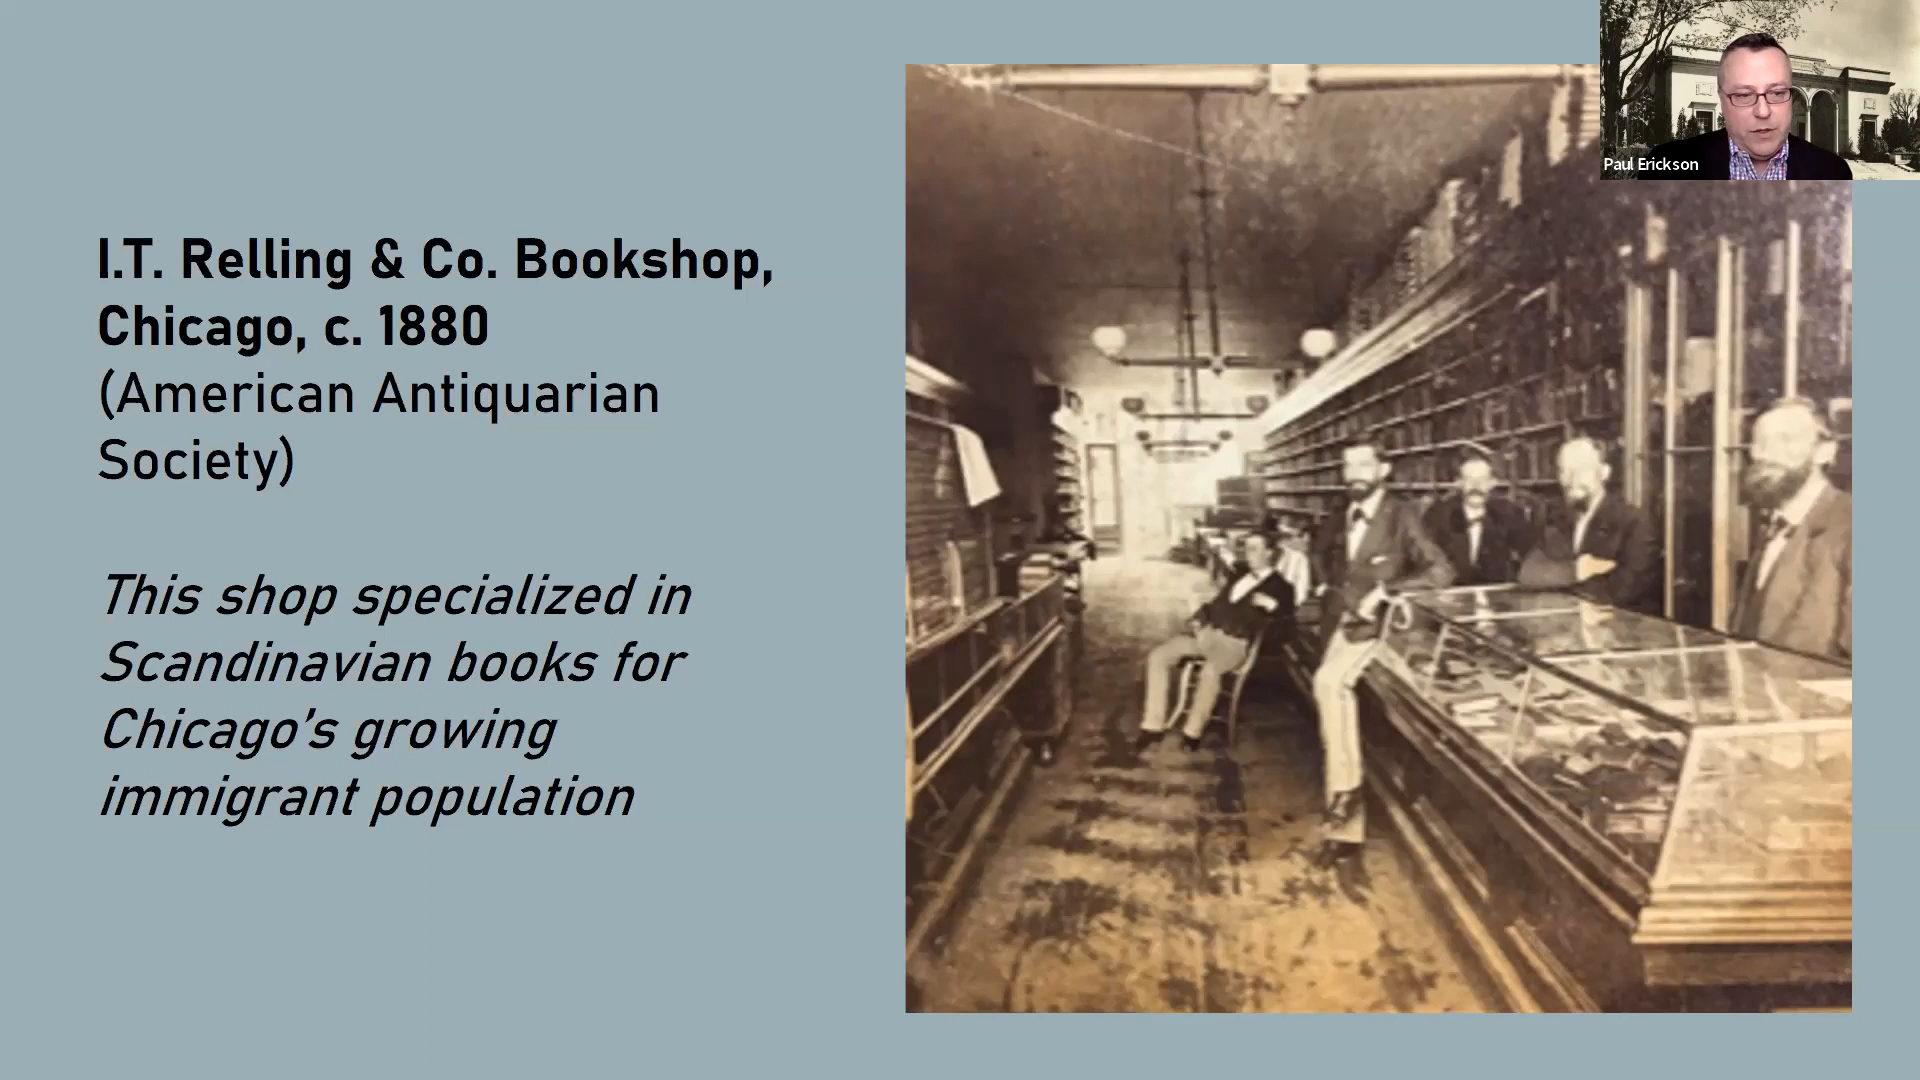 I.T. Relling & Co. Bookshop,
Chicago, c. 1880
(American Antiquarian
Society)
This shop specialized in
Scandinavian books for
Chicago's growing
immigrant population
Paul Erickson